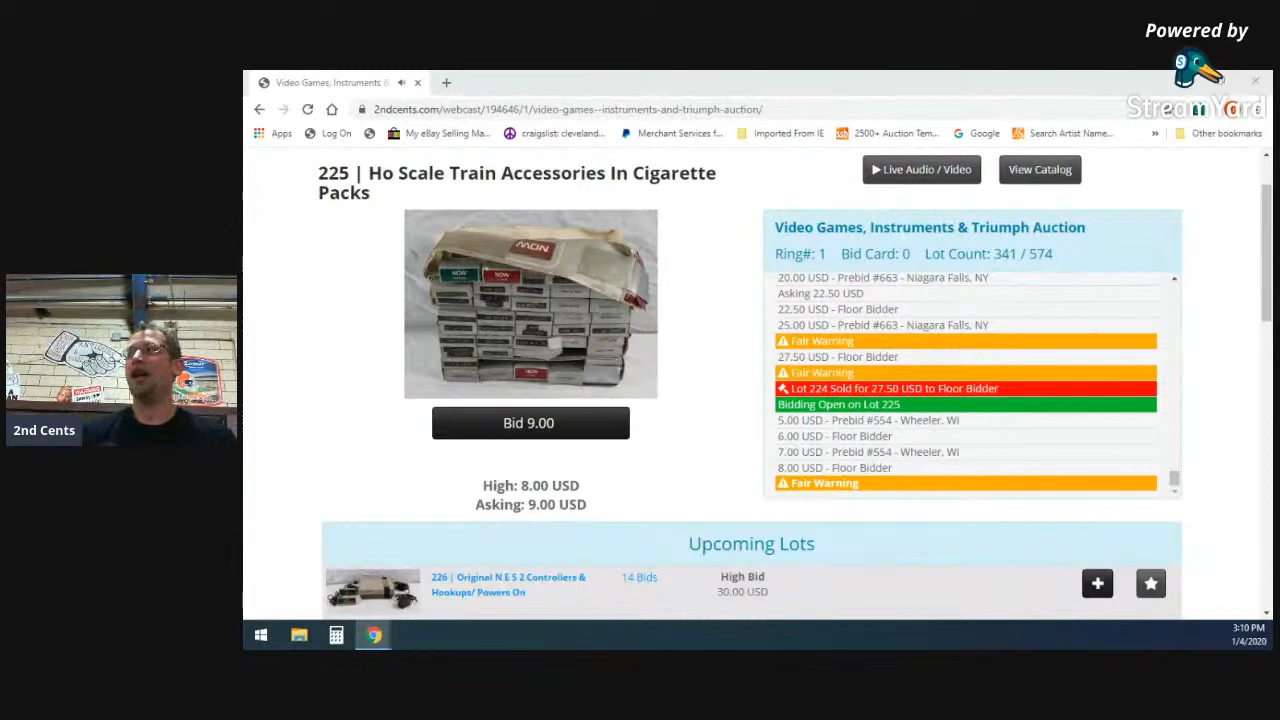 Powered by
StreamYard
Video Games, Instruments &
2ndcents.com/webcast/194646/1/video-games--instruments-and-triumph-auction/
Apps
Log On
My eBay Selling Ma...
craigslist: cleveland...
Merchant Services f...
Imported From IE
2500+ Auction Tem...
Google
Search Artist Name...
»
Other bookmarks
225 | Ho Scale Train Accessories In Cigarette
Packs
Live Audio / Video
View Catalog
NOW
NOW
NOW
NOW
Bid 9.00
High: 8.00 USD
Asking: 9.00 USD
Video Games, Instruments & Triumph Auction
Ring#: 1 Bid Card: 0 Lot Count: 341 / 574
20.00 USD - Prebid #663 - Niagara Falls, NY
Asking 22.50 USD
22.50 USD - Floor Bidder
25.00 USD - Prebid #663 - Niagara Falls, NY
Fair Warning
27.50 USD - Floor Bidder
Fair Warning
Lot 224 Sold for 27.50 USD to Floor Bidder
Bidding Open on Lot 225
5.00 USD - Prebid #554 - Wheeler, Wi
6.00 USD - Floor Bidder
7.00 USD - Prebid #554 - Wheeler, Wi
8.00 USD - Floor Bidder
Fair Warning
Upcoming Lots
226 | Original N E S 2 Controllers &
Hookups/ Powers On
14 Bids
High Bid
30.00 USD
2nd Cents
3:10 PM
1/4/2020